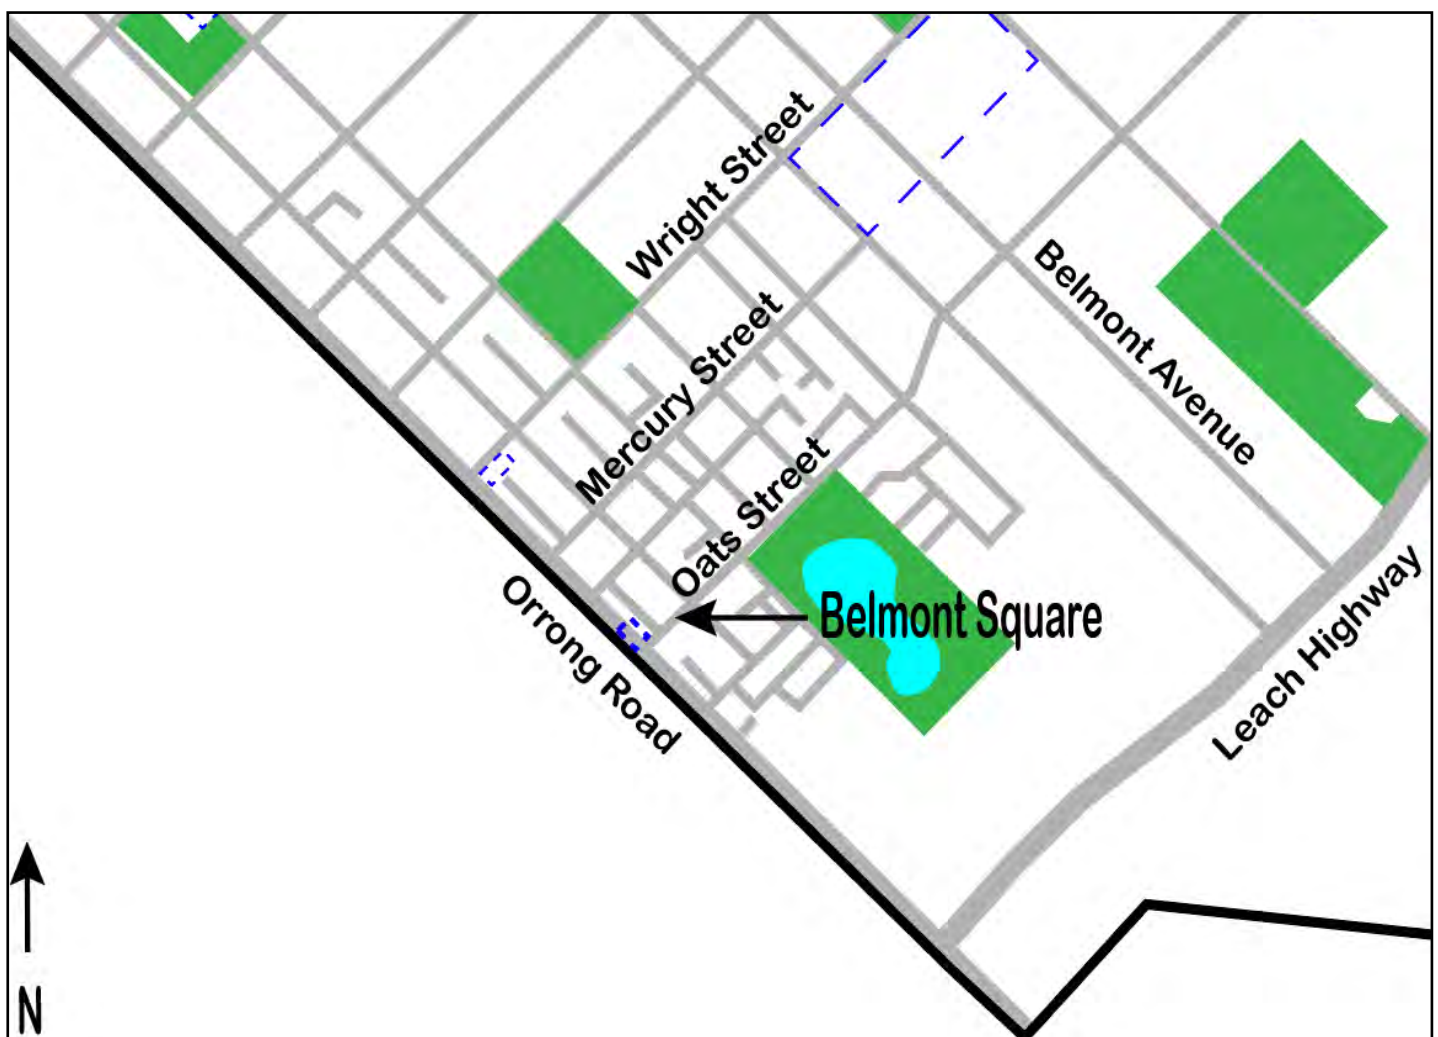 Wright Street
Belmont Avenue
Mercury Street
Oats Street
Belmont Square
Orrong Road
Leach Highway
N